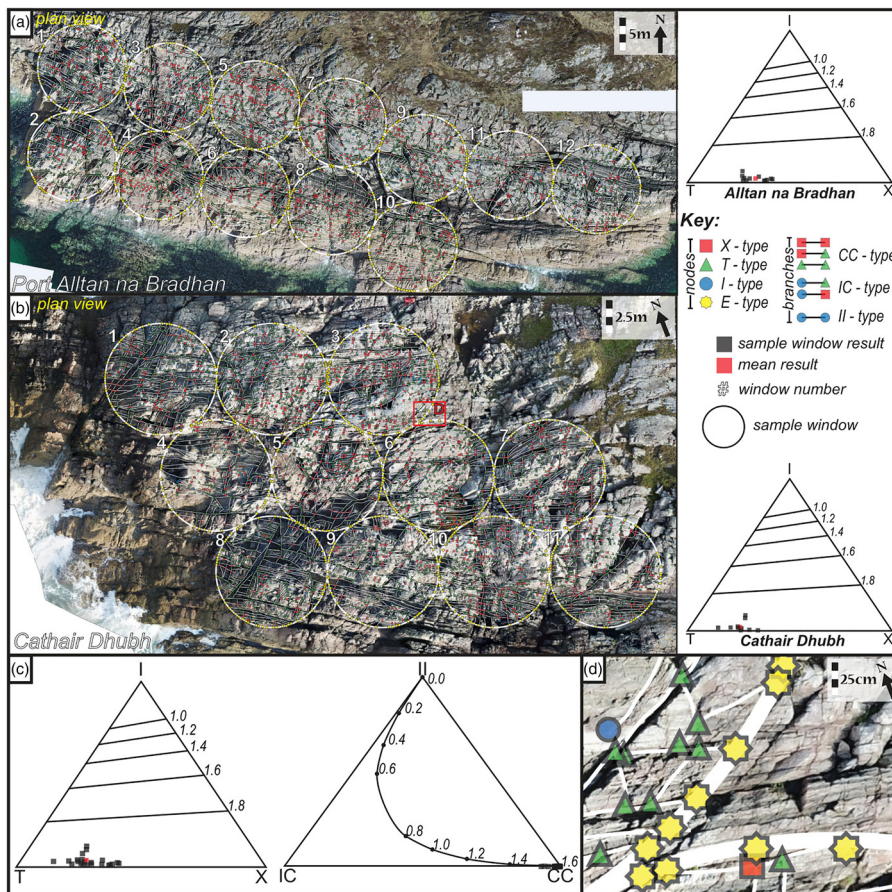 (a) plan view
5m N
1 2 3 4 5 6 7 8 9 10 11 12
Port Alltan na Bradhan
I
1.0
1.2
1.4
1.6
1.8
T X
Alltan na Bradhan
Key:
nodes
X - type
T - type
I - type
E - type
branches
CC - type
IC - type
II - type
sample window result
mean result
# window number
sample window
(b) plan view
2.5m N
1 2 3 4 5 6 8 9 10 11
D
Cathair Dhubh
I
1.0
1.2
1.4
1.6
1.8
T X
Cathair Dhubh
(c)
I
1.0
1.2
1.4
1.6
1.8
T X
II
0.0
0.2
0.4
0.6
0.8
1.0
1.2
1.4
1.6
IC CC
(d)
25cm N